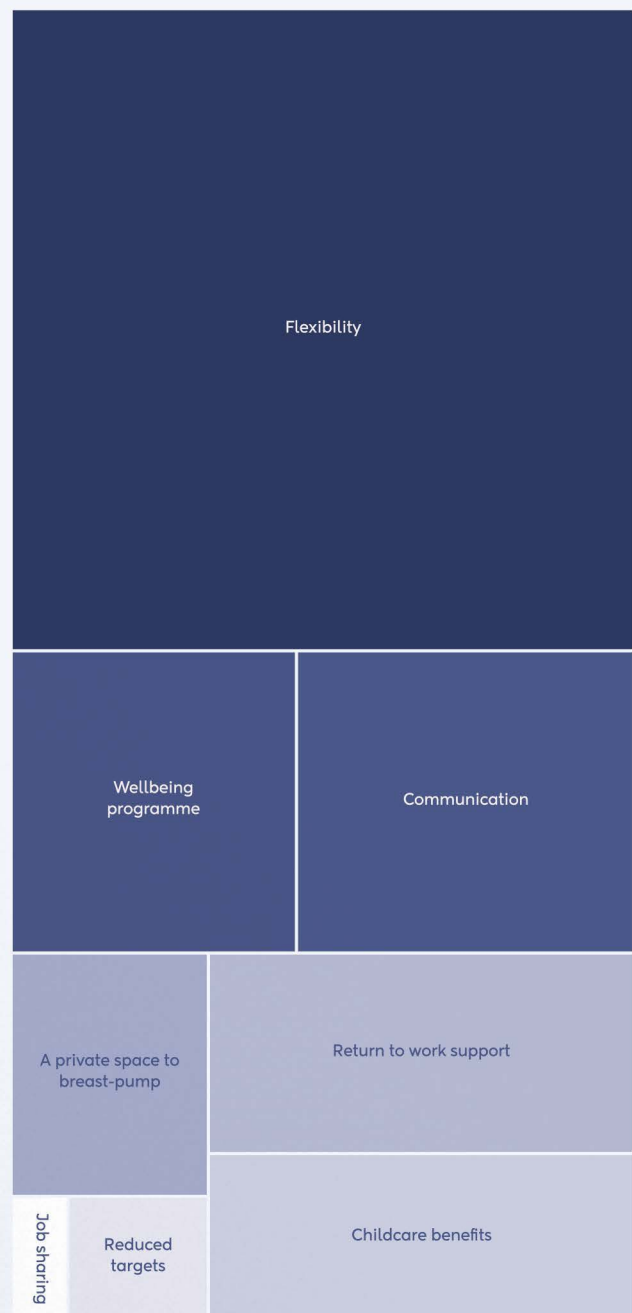 Flexibility
Wellbeing
programme
Communication
A private space to
breast-pump
Return to work support
Childcare benefits
Job sharing
Reduced
targets